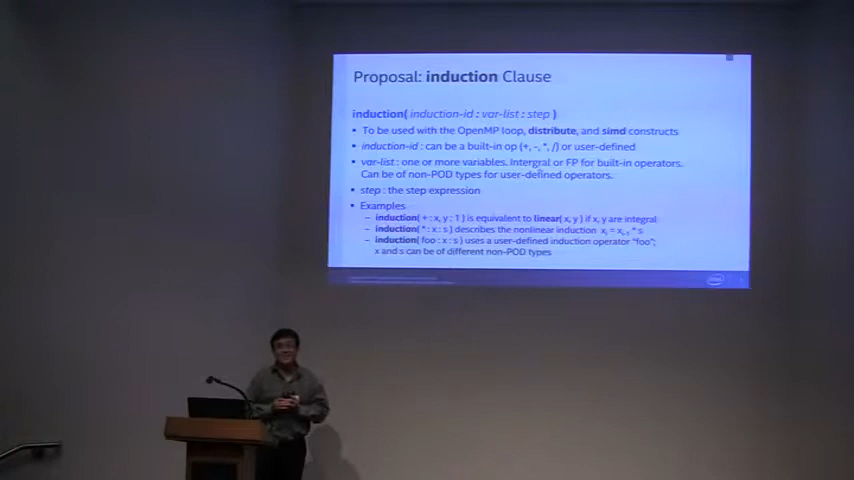 Proposal: induction Clause
induction( induction-id : var-list : step )
• To be used with the OpenMP loop, distribute, and simd constructs
• induction-id : can be a built-in op (+, -, *, /) or user-defined
• var-list : one or more variables. Intergral or FP for built-in operators.
Can be of non-POD types for user-defined operators.
• step : the step expression
• Examples
– induction( + : x, y : 1 ) is equivalent to linear( x, y ) if x, y are integral
– induction( * : x : s ) describes the nonlinear induction xᵢ = xᵢ₋₁ * s
– induction( foo : x : s ) uses a user-defined induction operator "foo";
x and s can be of different non-POD types
intel